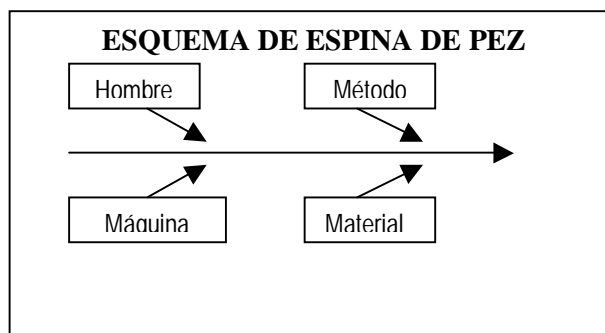 ESQUEMA DE ESPINA DE PEZ
Hombre
Método
Máquina
Material